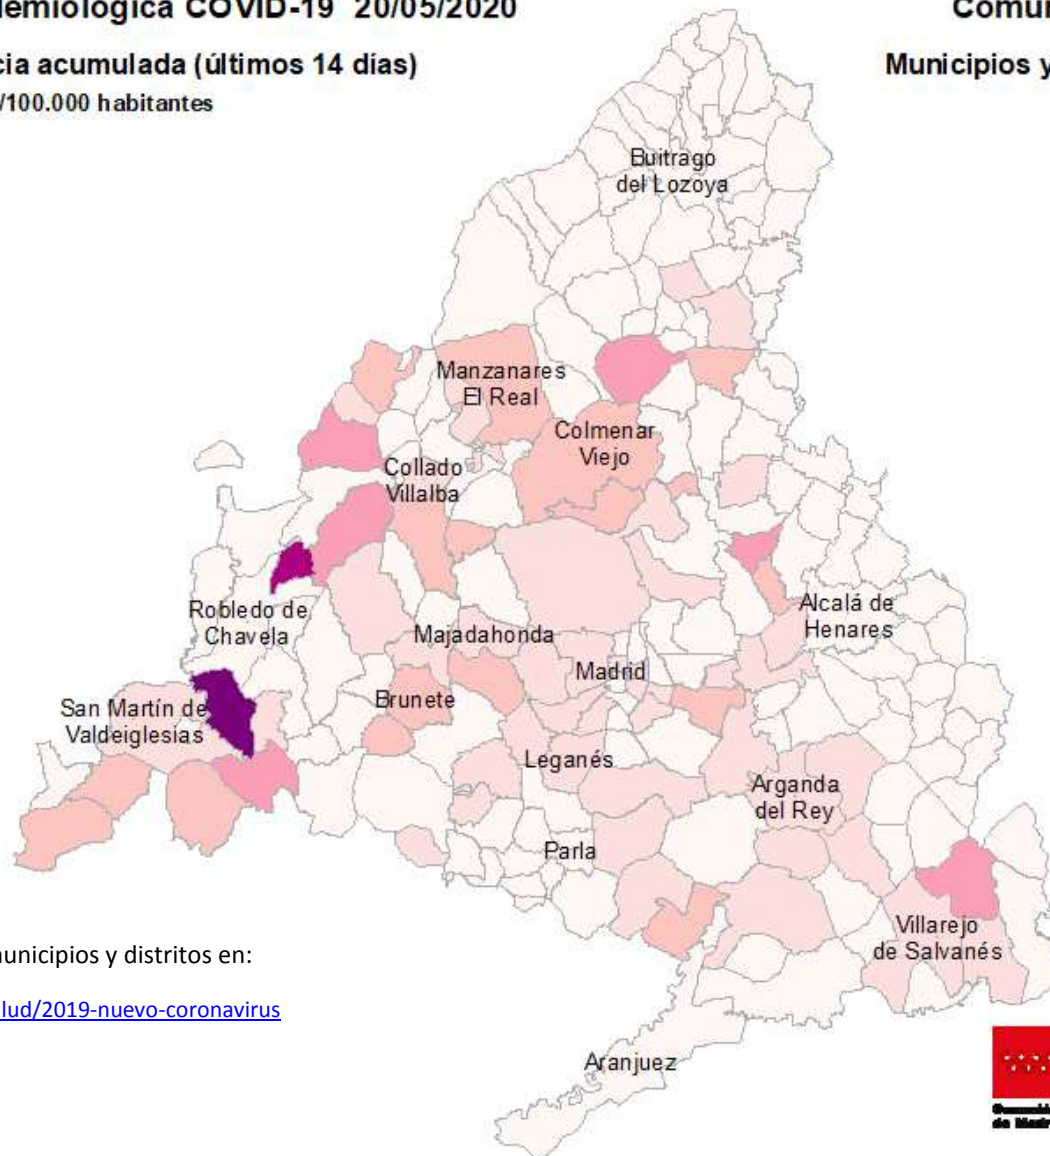 demiológica COVID-19 20/05/2020
Comu
cia acumulada (últimos 14 días)
Municipios y
/100.000 habitantes
Buitrago
del Lozoya
Manzanares
El Real
Colmenar
Viejo
Collado
Villalba
Robledo de
Chavela
Alcalá de
Henares
Majadahonda
Madrid
San Martín de
Valdeiglesias
Brunete
Leganés
Arganda
del Rey
Parla
Villarejo
de Salvanés
nunicipios y distritos en:
lud/2019-nuevo-coronavirus
Aranjuez